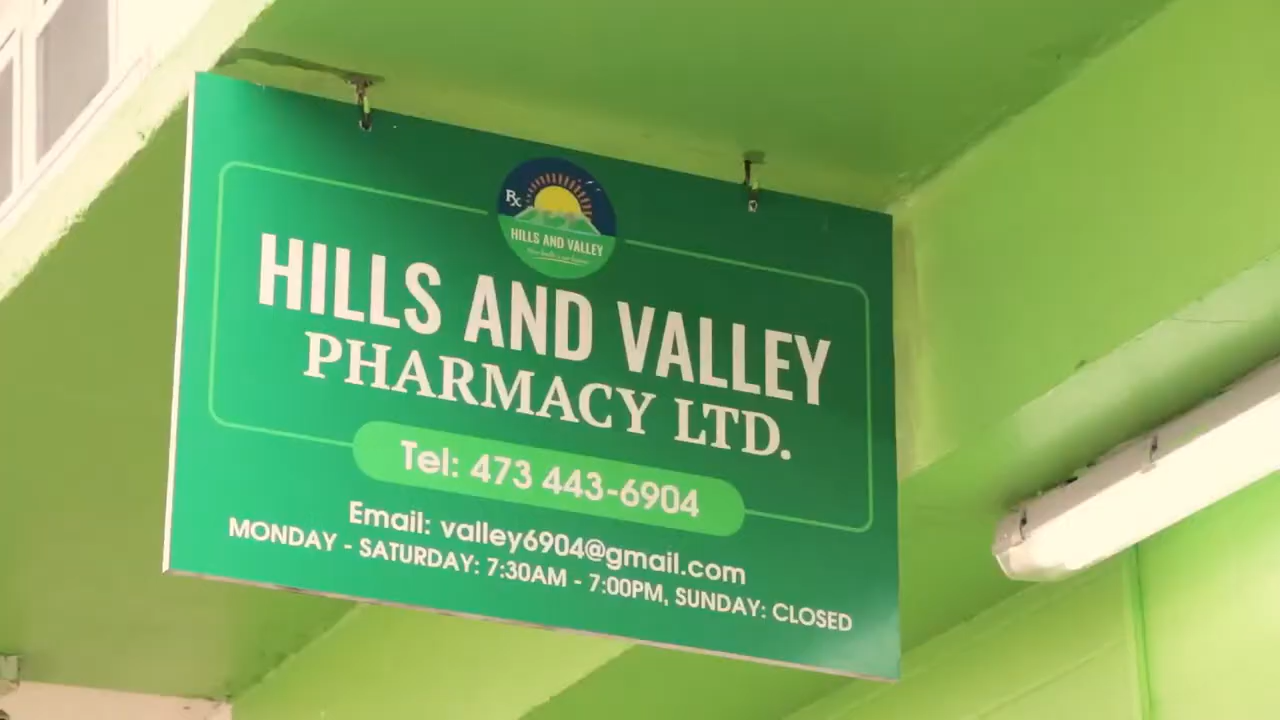 Rx
HILLS AND VALLEY
HILLS AND VALLEY
PHARMACY LTD.
Tel: 473 443-6904
Email: valley6904@gmail.com
MONDAY - SATURDAY: 7:30AM - 7:00PM, SUNDAY: CLOSED